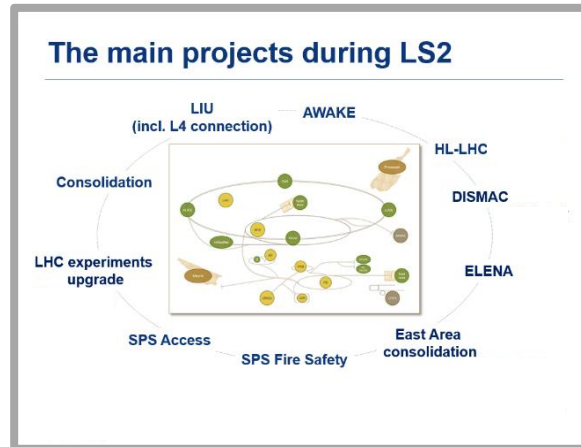 The main projects during LS2
LIU
(incl. L4 connection)
AWAKE
HL-LHC
Consolidation
DISMAC
LHC experiments
upgrade
ELENA
SPS Access
East Area
consolidation
SPS Fire Safety